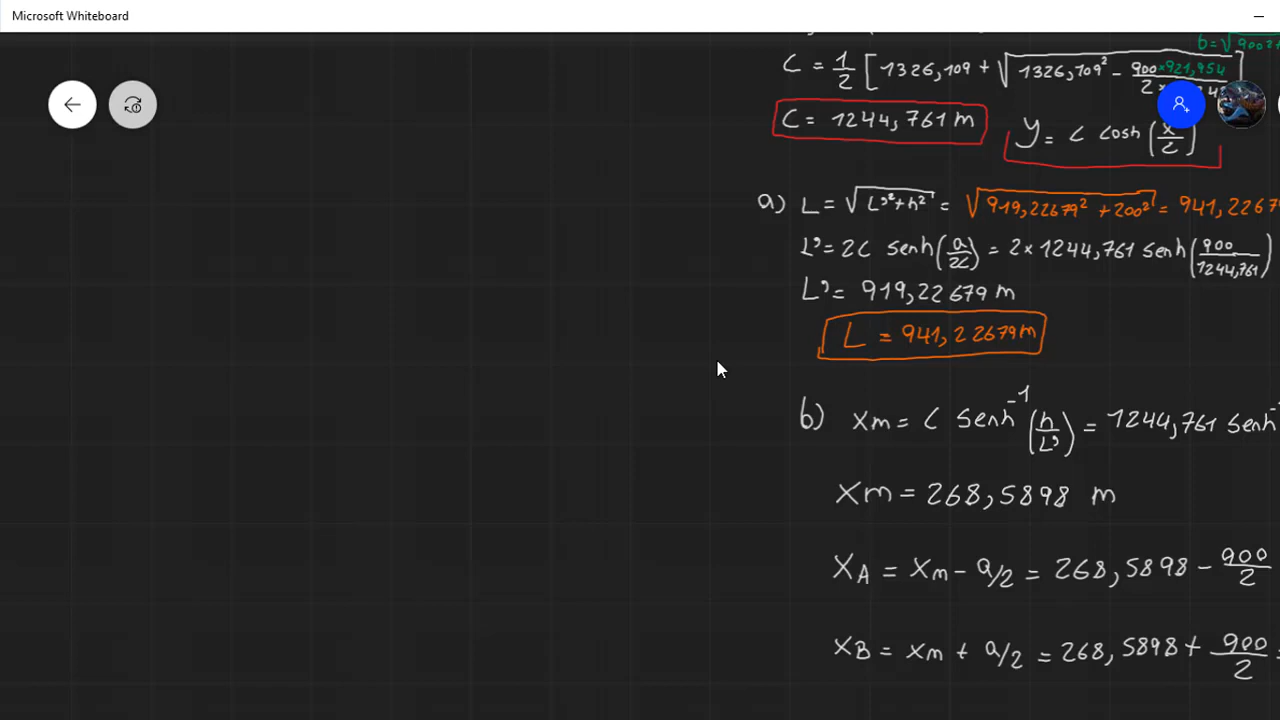 Microsoft Whiteboard
b = √900²+
C = 1/2 [1326,109 + √1326,109² - 900×921,954
C = 1244,761 m
y = C cosh (x/C)
a) L = √L'²+h² = √919,22679² + 200² = 941,2267
L' = 2C senh (a/2C) = 2 × 1244,761 senh (900/1244,761)
L' = 919,22679 m
L = 941,22679 m
b) Xm = C senh⁻¹ (h/L') = 1244,761 senh⁻
Xm = 268,5898 m
XA = Xm - a/2 = 268,5898 - 900/2
XB = Xm + a/2 = 268,5898 + 900/2 =